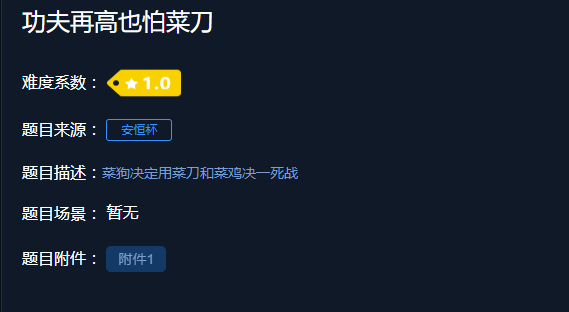 功夫再高也怕菜刀
难度系数： 1.0
题目来源： 安恒杯
题目描述：菜狗决定用菜刀和菜鸡决一死战
题目场景： 暂无
题目附件： 附件1